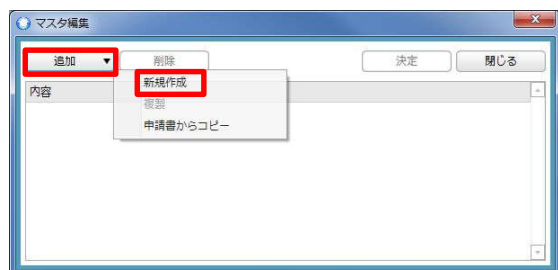 マスタ編集
追加 ▼ 削除 決定 閉じる
内容
新規作成
複製
申請書からコピー